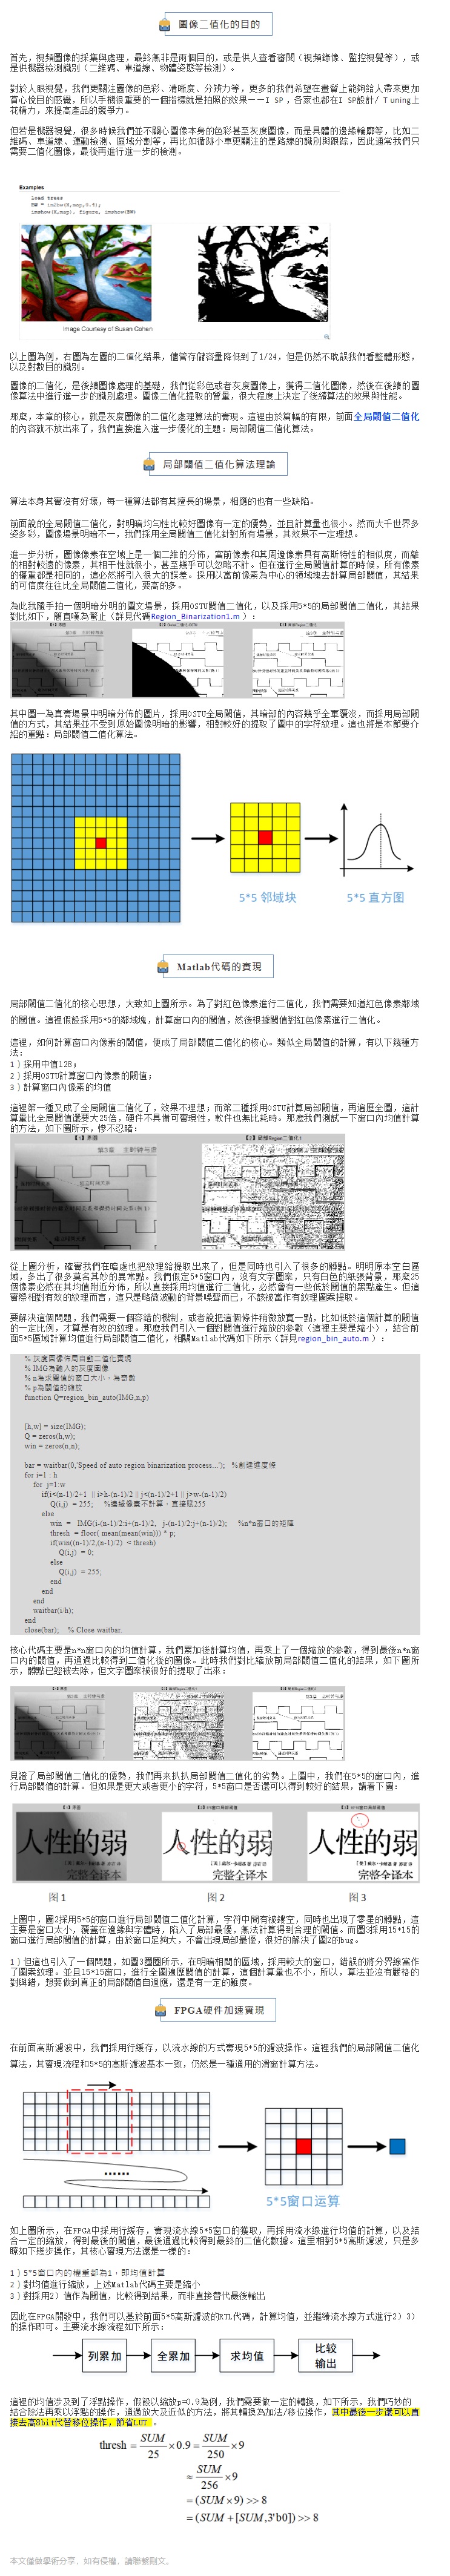 圖像二值化的目的
首先，視頻圖像的採集與處理，最終無非是兩個目的，或是供人查看審閱（視頻錄像、監控視覺等），或
是供機器檢測識別（二維碼、車道線、物體姿態等檢測）。
對於人眼視覺，我們更關注圖像的色彩、清晰度、分辨力等，更多的我們希望在畫質上能夠給人帶來更加
賞心悅目的感覺，所以手機很重要的一個指標就是拍照的效果——ISP，各家也都在ISP設計/Tuning上
花精力，來提高產品的競爭力。
但若是機器視覺，很多時候我們並不關心圖像本身的色彩甚至灰度圖像，而是具體的邊緣輪廓等，比如二
維碼、車道線、運動檢測、區域分割等，再比如循跡小車更關注的是路線的識別與跟踪，因此通常我們只
需要二值化圖像，最後再進行進一步的檢測。
Examples
load trees
BW = im2bw(X,map,0.4);
imshow(X,map), figure, imshow(BW)
Image Courtesy of Susan Cohen
以上圖為例，右圖為左圖的二值化結果，儘管存儲容量降低到了1/24，但是仍然不耽誤我們看整體形態，
以及對數目的識別。
圖像的二值化，是後續圖像處理的基礎，我們從彩色或者灰度圖像上，獲得二值化圖像，然後在後續的圖
像算法中進行進一步的識別處理。圖像二值化提取的質量，很大程度上決定了後續算法的效果與性能。
那麼，本章的核心，就是灰度圖像的二值化處理算法的實現。這裡由於篇幅的有限，前面全局閾值二值化
的內容就不放出來了，我們直接進入進一步優化的主題：局部閾值二值化算法。
局部閾值二值化算法理論
算法本身其實沒有好壞，每一種算法都有其擅長的場景，相應的也有一些缺陷。
前面說的全局閾值二值化，對明暗均勻性比較好圖像有一定的優勢，並且計算量也很小。然而大千世界多
姿多彩，圖像場景明暗不一，我們採用全局閾值二值化針對所有場景，其效果不一定理想。
進一步分析，圖像像素在空域上是一個二維的分佈，當前像素和其周邊像素具有高斯特性的相似度，而離
的相對較遠的像素，其相干性就很小，甚至幾乎可以忽略不計。但在進行全局閾值計算的時候，所有像素
的權重都是相同的，這必然將引入很大的誤差。採用以當前像素為中心的領域塊去計算局部閾值，其結果
的可信度往往比全局閾值二值化，要高的多。
為此我隨手拍一個明暗分明的圖文場景，採用OSTU閾值二值化，以及採用5*5的局部閾值二值化，其結果
對比如下，簡直嘆為驚止（詳見代碼Region_Binarization1.m ）：
其中圖一為真實場景中明暗分佈的圖片，採用OSTU全局閾值，其暗部的內容幾乎全軍覆沒，而採用局部閾
值的方式，其結果並不受到原始圖像明暗的影響，相對較好的提取了圖中的字符紋理。這也將是本節要介
紹的重點：局部閾值二值化算法。
5*5 邻域块
5*5 直方图
Matlab代碼的實現
局部閾值二值化的核心思想，大致如上圖所示。為了對紅色像素進行二值化，我們需要知道紅色像素鄰域
的閾值。這裡假設採用5*5的鄰域塊，計算窗口內的閾值，然後根據閾值對紅色像素進行二值化。
這裡，如何計算窗口內像素的閾值，便成了局部閾值二值化的核心。類似全局閾值的計算，有以下幾種方
法：
1）採用中值128；
2）採用OSTU計算窗口內像素的閾值；
3）計算窗口內像素的均值
這裡第一種又成了全局閾值二值化了，效果不理想；而第二種採用OSTU計算局部閾值，再遍歷全圖，這計
算量比全局閾值還要大25倍，硬件不具備可實現性，軟件也無比耗時。那麼我們測試一下窗口內均值計算
的方法，如下圖所示，慘不忍睹：
【1】原图
【2】局部Region二值化1
從上圖分析，確實我們在暗處也把紋理給提取出來了，但是同時也引入了很多的髒點。明明原本空白區
域，多出了很多莫名其妙的異常點。我們假定5*5窗口內，沒有文字圖案，只有白色的紙張背景，那麼25
個像素必然在其均值附近分佈，所以直接採用均值進行二值化，必然會有一些低於閾值的黑點產生。但這
實際相對有效的紋理而言，這只是略微波動的背景噪聲而已，不該被當作有紋理圖案提取。
要解決這個問題，我們需要一個容錯的機制，或者說把這個條件稍微放寬一點，比如低於這個計算的閾值
的一定比例，才算是有效的紋理。那麼我們引入一個對閾值進行縮放的參數（這裡主要是縮小），結合前
面5*5區域計算均值進行局部閾值二值化，相關Matlab代碼如下所示（詳見region_bin_auto.m ）：
% 灰度圖像局部自動二值化實現
% IMG為輸入的灰度圖像
% n為求閾值的窗口大小，為奇數
% p為閾值的縮放
function Q=region_bin_auto(IMG,n,p)
[h,w] = size(IMG);
Q = zeros(h,w);
win = zeros(n,n);
bar = waitbar(0,'Speed of auto region binarization process...'); %創建進度條
for i=1 : h
for j=1:w
if(i<(n-1)/2+1 || i>h-(n-1)/2 || j<(n-1)/2+1 || j>w-(n-1)/2)
Q(i,j) = 255; %邊緣像素不計算，直接取255
else
win = IMG(i-(n-1)/2:i+(n-1)/2, j-(n-1)/2:j+(n-1)/2); %n*n窗口的矩陣
thresh = floor( mean(mean(win))) * p;
if(win((n-1)/2,(n-1)/2) < thresh)
Q(i,j) = 0;
else
Q(i,j) = 255;
end
end
end
waitbar(i/h);
end
close(bar); % Close waitbar.
核心代碼主要是n*n窗口內的均值計算，我們累加後計算均值，再乘上了一個縮放的參數，得到最後n*n窗
口內的閾值，再通過比較得到二值化後的圖像。此時我們對比縮放前局部閾值二值化的結果，如下圖所
示，髒點已經被去除，但文字圖案被很好的提取了出來：
見證了局部閾值二值化的優勢，我們再來扒扒局部閾值二值化的劣勢。上圖中，我們在5*5的窗口內，進
行局部閾值的計算。但如果是更大或者更小的字符，5*5窗口是否還可以得到較好的結果，請看下圖：
人性的弱
完整全译本
人性的弱
完整全译本
人性的弱
完整全译本
图 1
图 2
图 3
上圖中，圖2採用5*5的窗口進行局部閾值二值化計算，字符中間有被鏤空，同時也出現了零星的髒點，這
主要是窗口太小，覆蓋在邊緣與字體時，陷入了局部最優，無法計算得到合理的閾值。而圖3採用15*15的
窗口進行局部閾值的計算，由於窗口足夠大，不會出現局部最優，很好的解決了圖2的bug。
1）但這也引入了一個問題，如圖3圈圈所示，在明暗相間的區域，採用較大的窗口，錯誤的將分界線當作
了圖案紋理。並且15*15窗口，進行全圖遍歷閾值的計算，這個計算量也不小，所以，算法並沒有嚴格的
對與錯，想要做到真正的局部閾值自適應，還是有一定的難度。
FPGA硬件加速實現
在前面高斯濾波中，我們採用行緩存，以流水線的方式實現5*5的濾波操作。這裡我們的局部閾值二值化
算法，其實現流程和5*5的高斯濾波基本一致，仍然是一種通用的滑窗計算方法。
......
5*5窗口运算
如上圖所示，在FPGA中採用行緩存，實現流水線5*5窗口的獲取，再採用流水線進行均值的計算，以及結
合一定的縮放，得到最後的閾值，最後通過比較得到最終的二值化數據。這里相對5*5高斯濾波，只是多
瞭如下幾步操作，其核心實現方法還是一樣的：
1）5*5窗口內的權重都為1，即均值計算
2）對均值進行縮放，上述Matlab代碼主要是縮小
3）對採用2）值作為閾值，比較得到結果，而非直接替代最後輸出
因此在FPGA開發中，我們可以基於前面5*5高斯濾波的RTL代碼，計算均值，並繼續流水線方式進行2）3）
的操作即可。主要流水線流程如下所示：
列累加
全累加
求均值
比较
输出
這裡的均值涉及到了浮點操作，假設以縮放p=0.9為例，我們需要做一定的轉換，如下所示，我們巧妙的
結合除法再乘以浮點的操作，通過放大及近似的方法，將其轉換為加法/移位操作，其中最後一步還可以直
接去高8bit代替移位操作，節省LUT 。
thresh = SUM/25 ×0.9 = SUM/250 ×9
≈ SUM/256 ×9
= (SUM × 9) >> 8
= (SUM + [SUM,3'b0]) >> 8
本文僅做學術分享，如有侵權，請聯繫刪文。